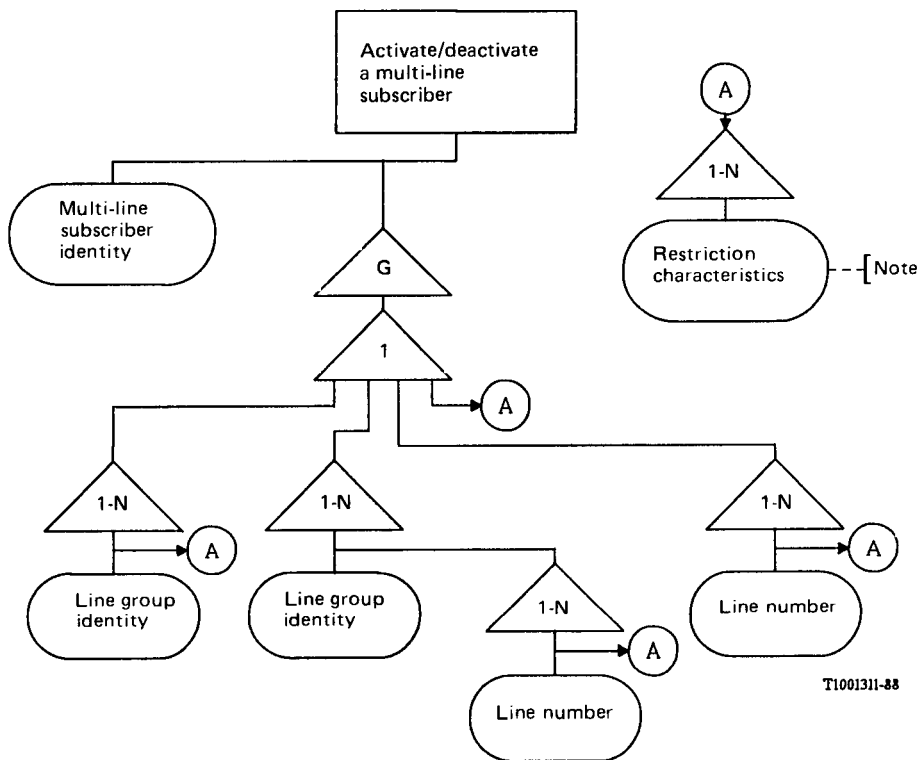 Activate/deactivate
a multi-line
subscriber
A
1-N
Multi-line
subscriber
identity
Restriction
characteristics
[Note
G
1
A
1-N
1-N
1-N
A
A
Line group
identity
Line group
identity
1-N
Line number
A
T1001311-88
Line number